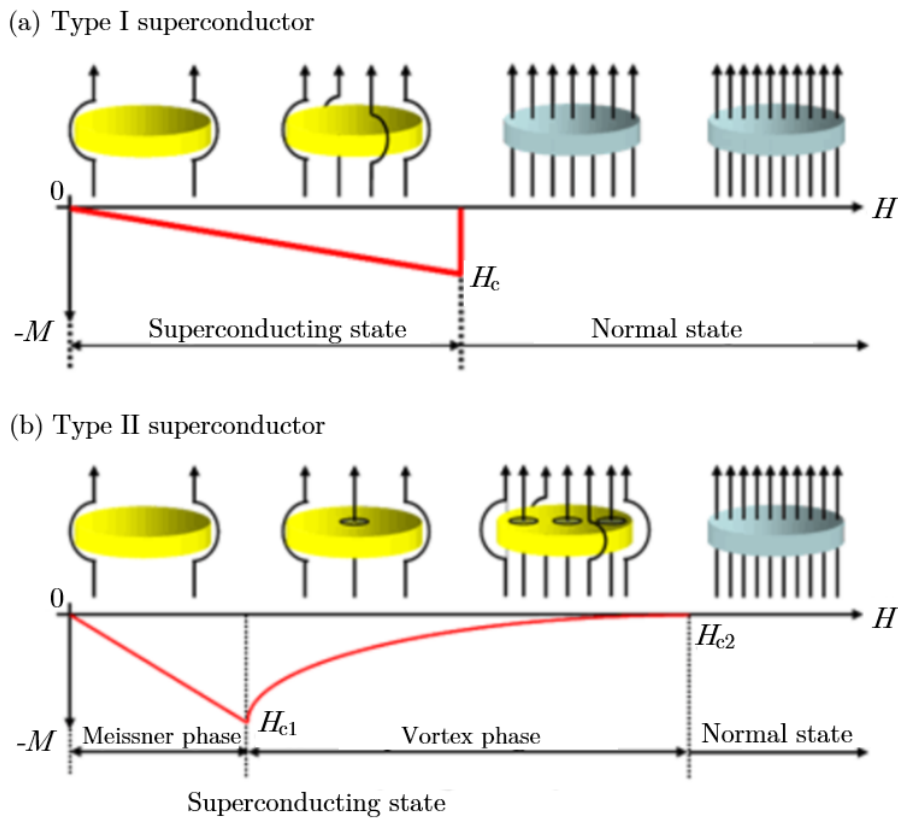 (a) Type I superconductor
0
H
H_c
-M
Superconducting state
Normal state
(b) Type II superconductor
0
H
H_c2
H_c1
-M
Meissner phase
Vortex phase
Normal state
Superconducting state